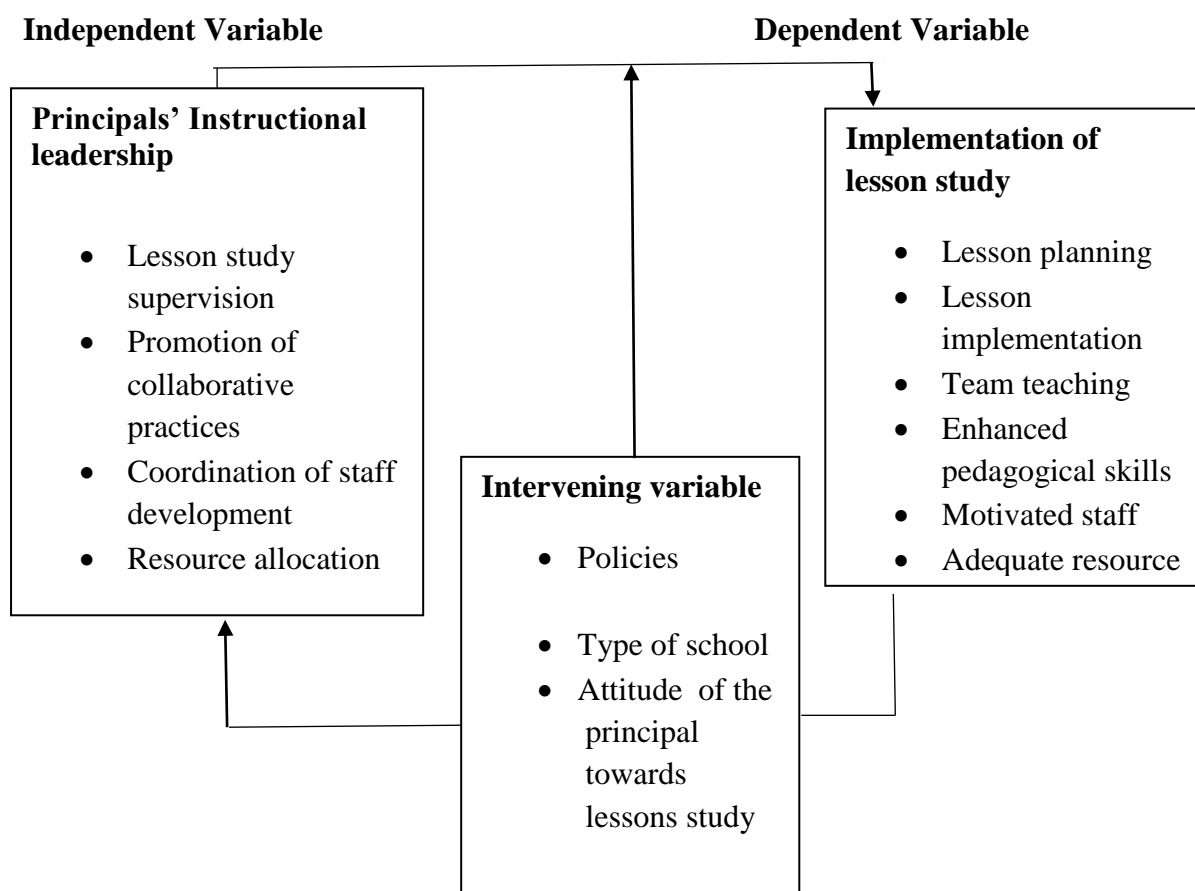 Independent Variable
Dependent Variable
Principals’ Instructional
leadership
• Lesson study
supervision
• Promotion of
collaborative
practices
• Coordination of staff
development
• Resource allocation
Intervening variable
• Policies
• Type of school
• Attitude of the
principal
towards
lessons study
Implementation of
lesson study
• Lesson planning
• Lesson
implementation
• Team teaching
• Enhanced
pedagogical skills
• Motivated staff
• Adequate resource